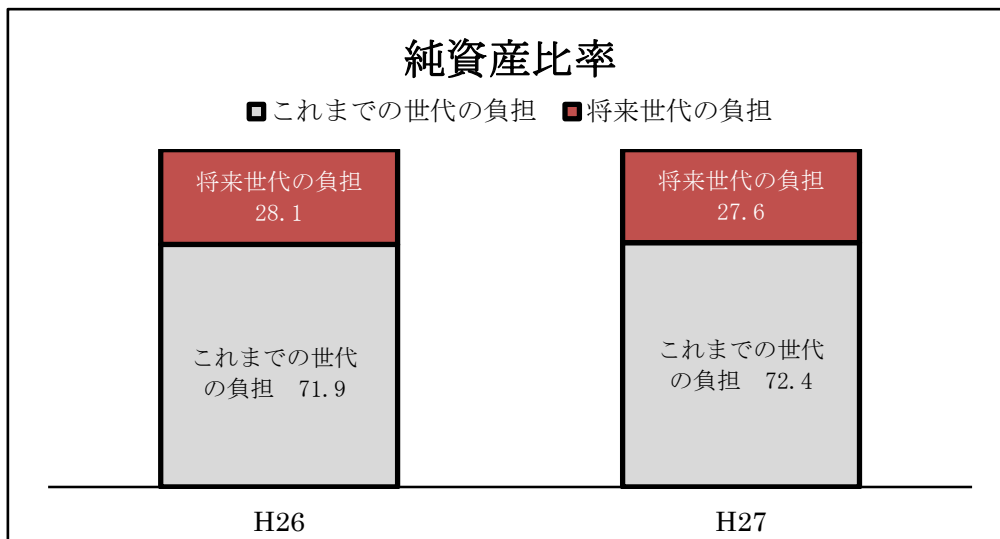 純資産比率
これまでの世代の負担 将来世代の負担
将来世代の負担
28.1
将来世代の負担
27.6
これまでの世代
の負担　71.9
これまでの世代
の負担　72.4
H26
H27